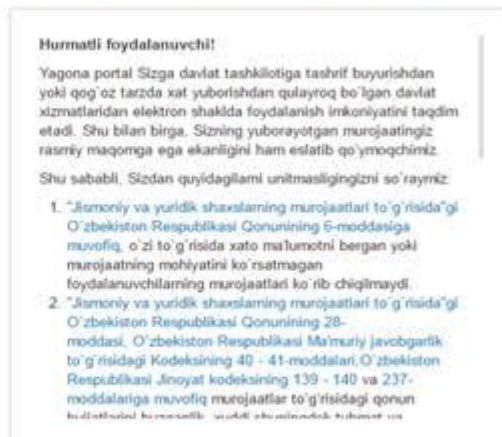 Hurmatli foydalanuvchi!
Yagona portal Sizga davlat tashkilotiga tashrif buyurishdan
yoki qog`oz tarzda xat yuborishdan qulayroq bo`lgan davlat
xizmatlaridan elektron shaklda foydalanish imkoniyatini taqdim
etadi. Shu bilan birga, Sizning yuborayotgan murojaatingiz
rasmiy maqomga ega ekanligini ham eslatib qo`ymoqchimiz.
Shu sababli, Sizdan quyidagilarni unitmasligingizni so`raymiz:
1. "Jismoniy va yuridik shaxslarning murojaatlari to`g`risida"gi
O`zbekiston Respublikasi Qonunining 6-moddasiga
muvofiq, o`zi to`g`risida xato ma'lumotni bergan yoki
murojaatning mohiyatini ko`rsatmagan
foydalanuvchilarning murojaatlari ko`rib chiqilmaydi.
2. "Jismoniy va yuridik shaxslarning murojaatlari to`g`risida"gi
O`zbekiston Respublikasi Qonunining 28-
moddasi, O`zbekiston Respublikasi Ma'muriy javobgarlik
to`g`risidagi Kodeksining 40 - 41-moddalari,O`zbekiston
Respublikasi Jinoyat kodeksining 139 - 140 va 237-
moddalariga muvofiq murojaatlar to`g`risidagi qonun